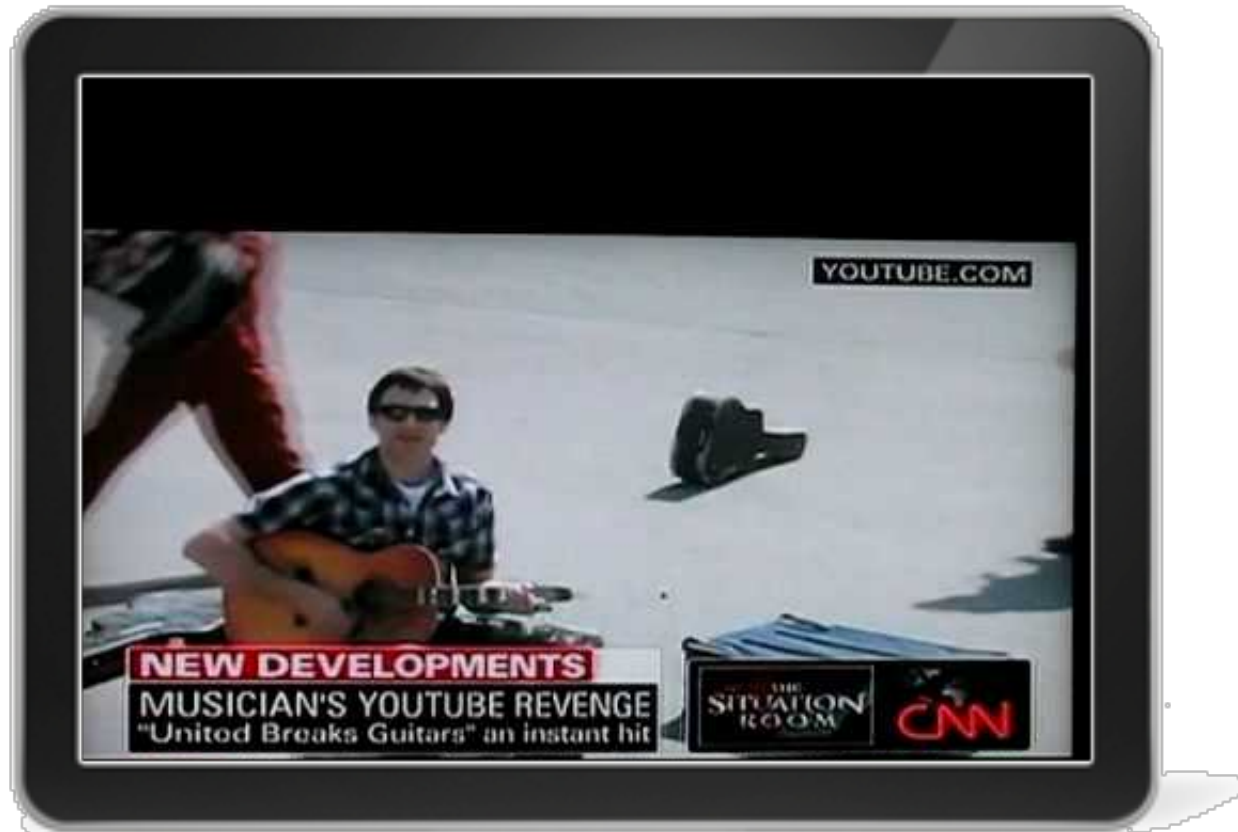 YOUTUBE.COM
NEW DEVELOPMENTS
MUSICIAN'S YOUTUBE REVENGE
"United Breaks Guitars" an instant hit
THE
SITUATION
ROOM
CNN